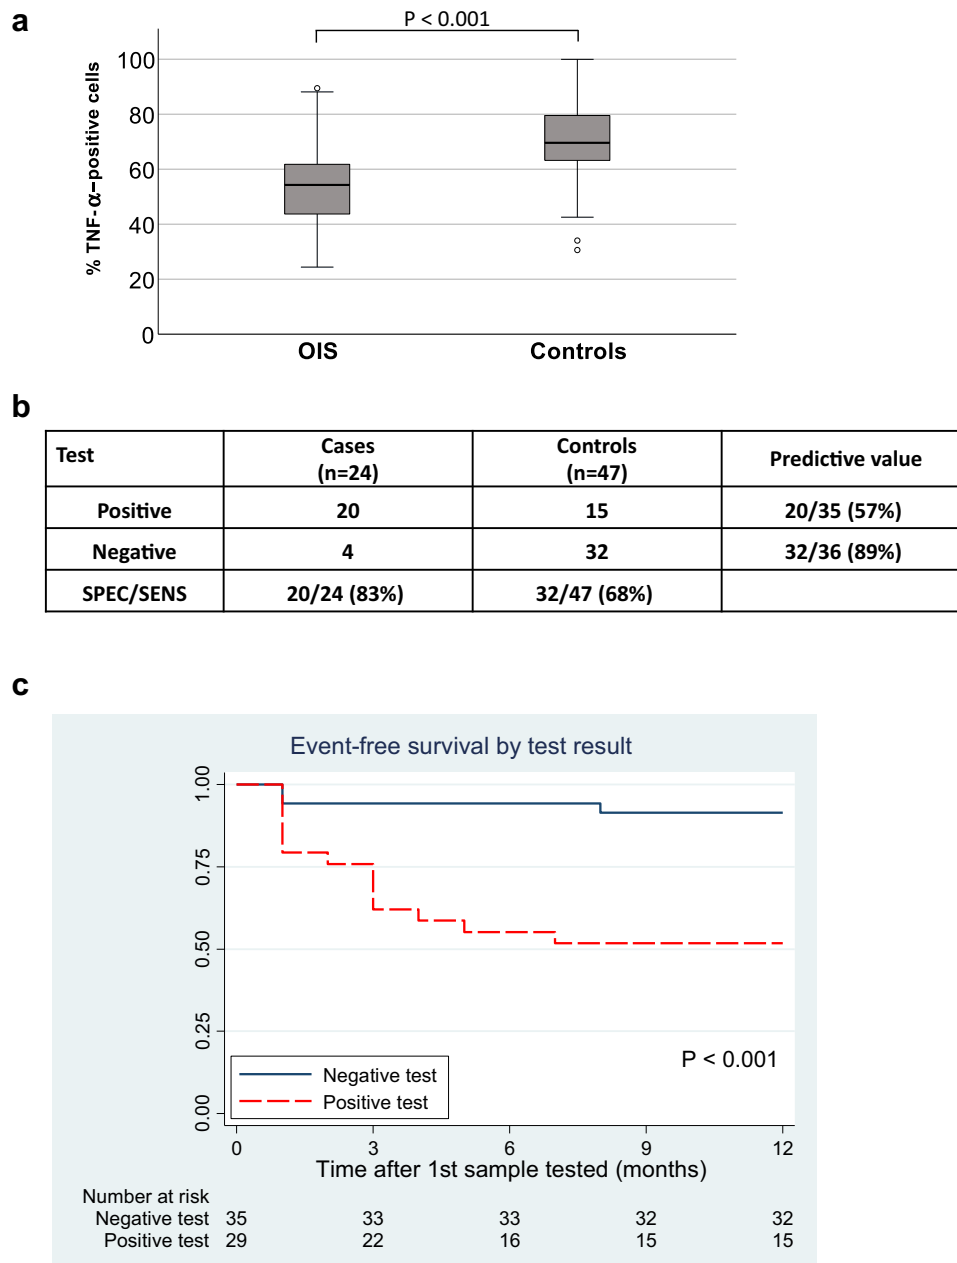 a
P < 0.001
% TNF-α–positive cells
100
80
60
40
20
0
OIS
Controls
b
Test Cases (n=24) Controls (n=47) Predictive value
Positive 20 15 20/35 (57%)
Negative 4 32 32/36 (89%)
SPEC/SENS 20/24 (83%) 32/47 (68%)
c
Event-free survival by test result
1.00
0.75
0.50
0.25
0.00
P < 0.001
Negative test
Positive test
0 3 6 9 12
Time after 1st sample tested (months)
Number at risk
Negative test 35 33 33 32 32
Positive test 29 22 16 15 15